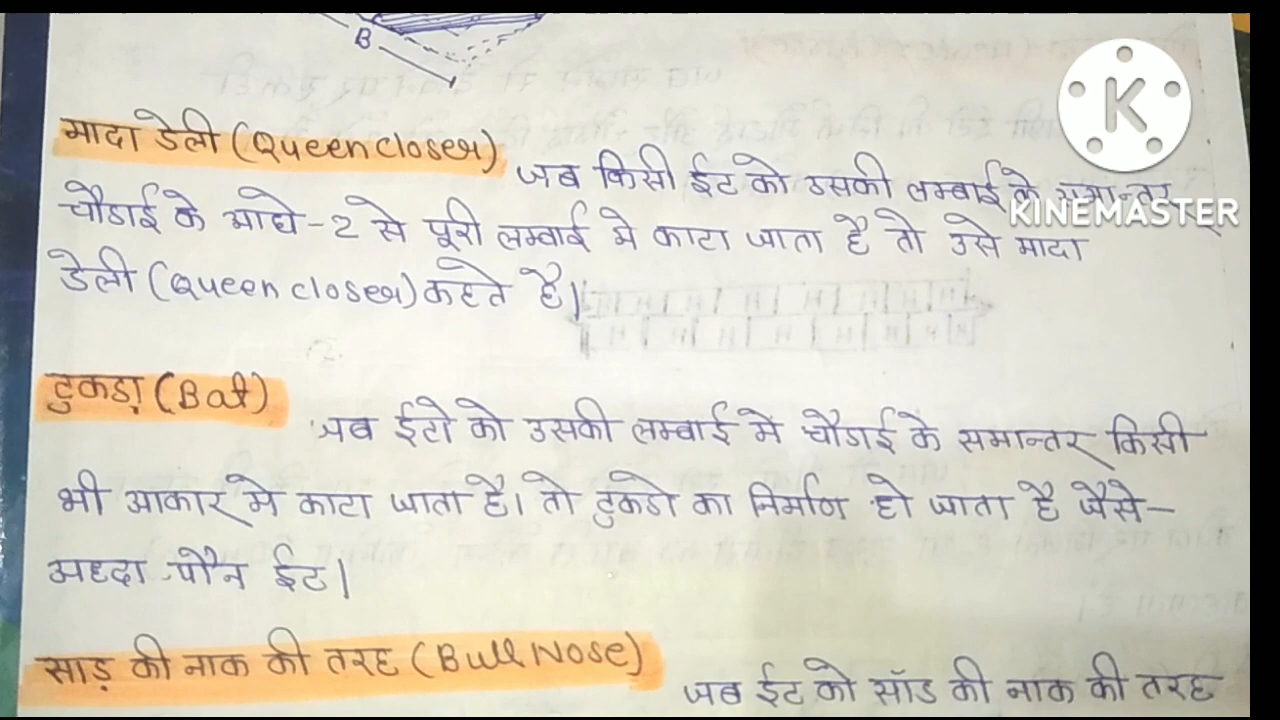 B
मादा डेली (Queen closer) जब किसी ईट को उसकी लम्बाई के समान्तर
KINEMASTER
चौडाई के आधे-2 से पूरी लम्बाई मे काटा जाता है तो उसे मादा
डेली (Queen closer) कहते है।
टुकडा़ (Bat)
जब ईटो को उसकी लम्बाई मे चौडाई के समान्तर किसी
भी आकार मे काटा जाता है। तो टुकडो का निर्माण हो जाता है जैसे-
अध्दा पौन ईट।
साड़ की नाक की तरह (Bull Nose)
जब ईट को सॉड की नाक की तरह